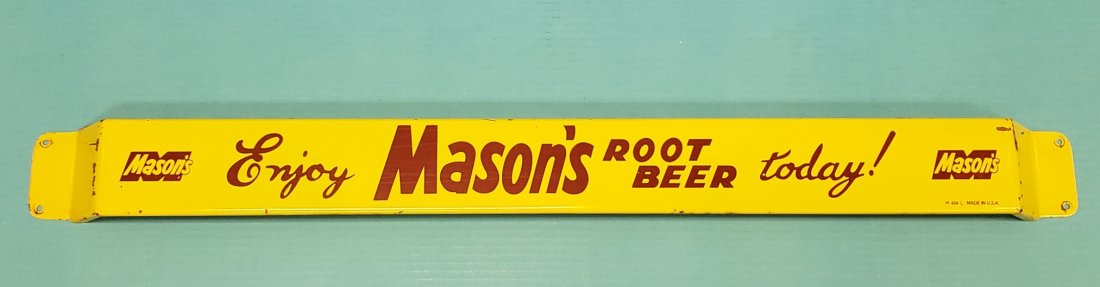 Mason's
Enjoy Mason's ROOT BEER today!
Mason's
MADE IN U.S.A.